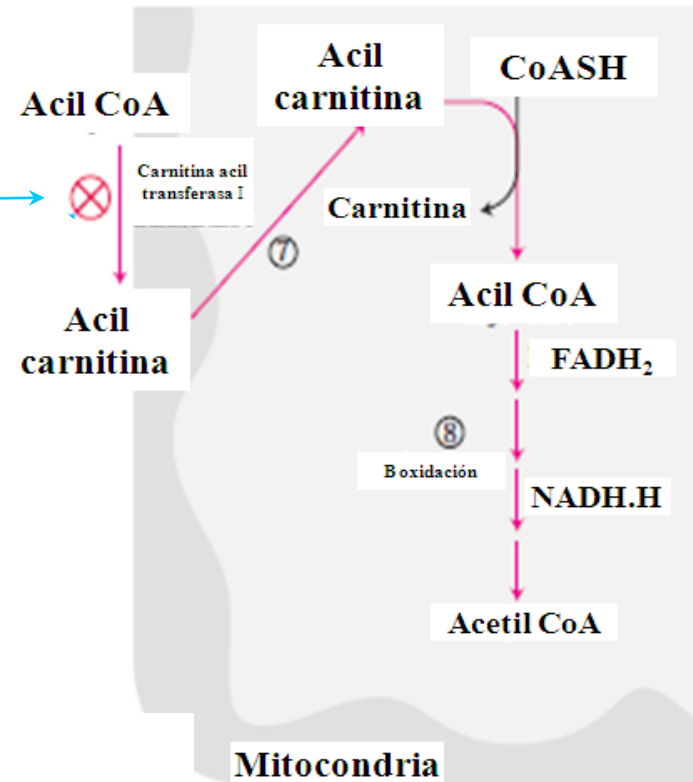 Acil
carnitina
CoASH
Acil CoA
Carnitina acil
transferasa I
Carnitina
⑦
Acil CoA
Acil
carnitina
FADH₂
⑧
B oxidación
NADH.H
Acetil CoA
Mitocondria